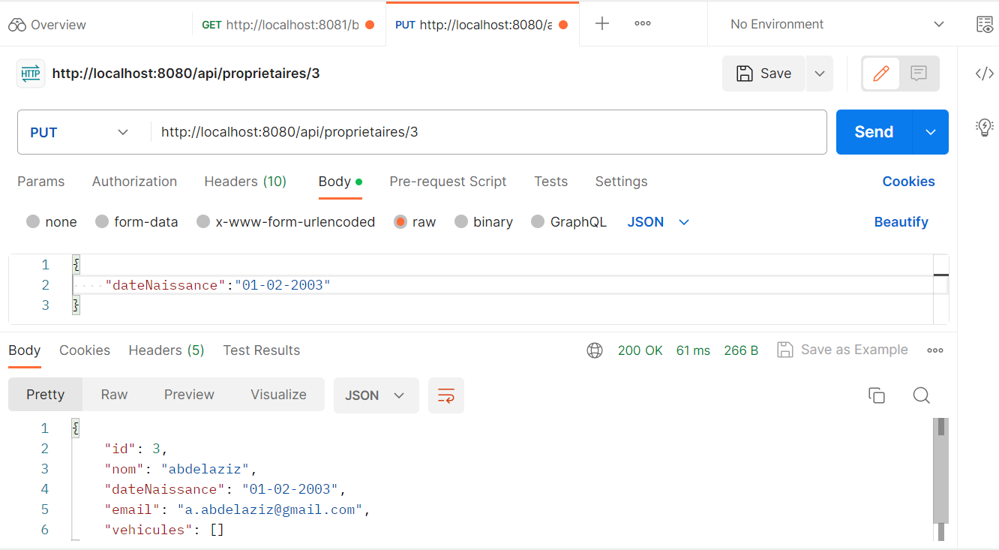 Overview GET http://localhost:8081/b PUT http://localhost:8080/a No Environment
HTTP http://localhost:8080/api/proprietaires/3 Save
PUT http://localhost:8080/api/proprietaires/3 Send
Params Authorization Headers (10) Body Pre-request Script Tests Settings Cookies
none form-data x-www-form-urlencoded raw binary GraphQL JSON Beautify
1 {
2 "dateNaissance":"01-02-2003"
3 }
Body Cookies Headers (5) Test Results 200 OK 61 ms 266 B Save as Example
Pretty Raw Preview Visualize JSON
1 {
2 "id": 3,
3 "nom": "abdelaziz",
4 "dateNaissance": "01-02-2003",
5 "email": "a.abdelaziz@gmail.com",
6 "vehicules": []